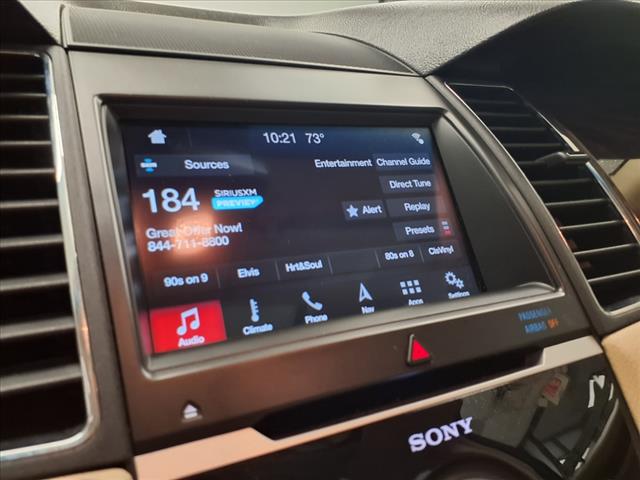 10:21 73°
Sources
Entertainment
Channel Guide
Direct Tune
184
SIRIUSXM
PREVIEW
Alert
Replay
Great Offer Now!
844-711-8800
Presets
90s on 9
Elvis
Hrt&Soul
80s on 8
ClsVinyl
Audio
Climate
Phone
Nav
Apps
Settings
PASSENGER
AIRBAG OFF
SONY